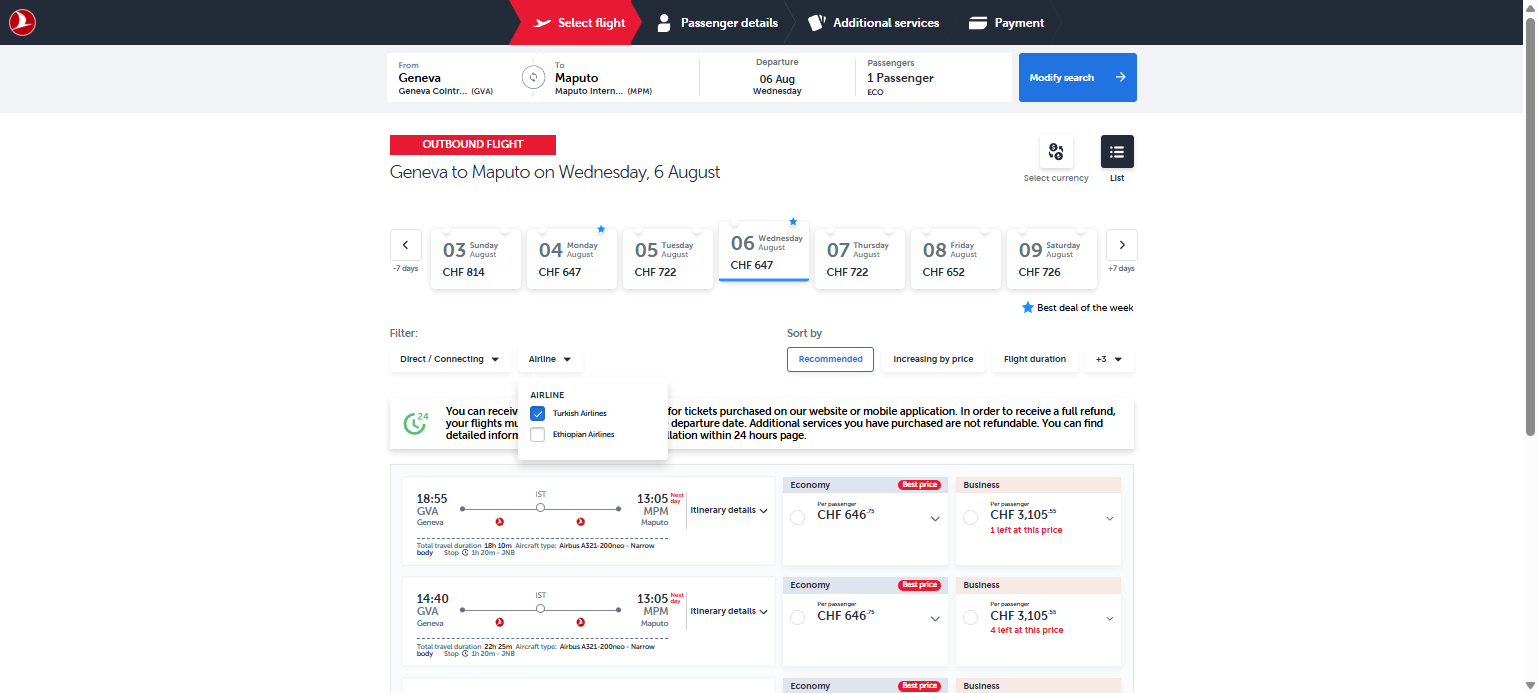 Select flight
Passenger details
Additional services
Payment
From
Geneva
Geneva Cointr... (GVA)
To
Maputo
Maputo Intern... (MPM)
Departure
06 Aug
Wednesday
Passengers
1 Passenger
ECO
Modify search
OUTBOUND FLIGHT
Geneva to Maputo on Wednesday, 6 August
Select currency
List
-7 days
03 Sunday August
CHF 814
04 Monday August
CHF 647
05 Tuesday August
CHF 722
06 Wednesday August
CHF 647
07 Thursday August
CHF 722
08 Friday August
CHF 652
09 Saturday August
CHF 726
+7 days
Best deal of the week
Filter:
Direct / Connecting
Airline
Sort by
Recommended
Increasing by price
Flight duration
+3
AIRLINE
Turkish Airlines
Ethiopian Airlines
24
You can receiv for tickets purchased on our website or mobile application. In order to receive a full refund,
your flights mu departure date. Additional services you have purchased are not refundable. You can find
detailed inform llation within 24 hours page.
18:55
GVA
Geneva
IST
13:05 Next day
MPM
Maputo
Itinerary details
Total travel duration 18h 10m Aircraft type: Airbus A321-200neo - Narrow
body Stop 1h 20m - JNB
Economy
Best price
Per passenger
CHF 646.75
Business
Per passenger
CHF 3,105.55
1 left at this price
14:40
GVA
Geneva
IST
13:05 Next day
MPM
Maputo
Itinerary details
Total travel duration 22h 25m Aircraft type: Airbus A321-200neo - Narrow
body Stop 1h 20m - JNB
Economy
Best price
Per passenger
CHF 646.75
Business
Per passenger
CHF 3,105.55
4 left at this price
Economy
Best price
Business